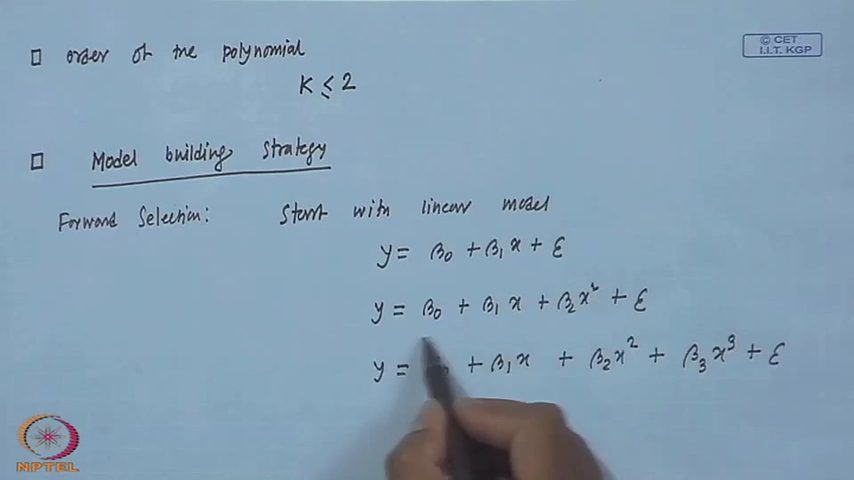 © CET
I.I.T. KGP
□ order of the polynomial
K ≤ 2
□ Model building Strategy
Forward Selection: Start with linear model
y = β₀ + β₁x + ε
y = β₀ + β₁x + β₂x² + ε
y = + β₁x + β₂x² + β₃x³ + ε
NPTEL